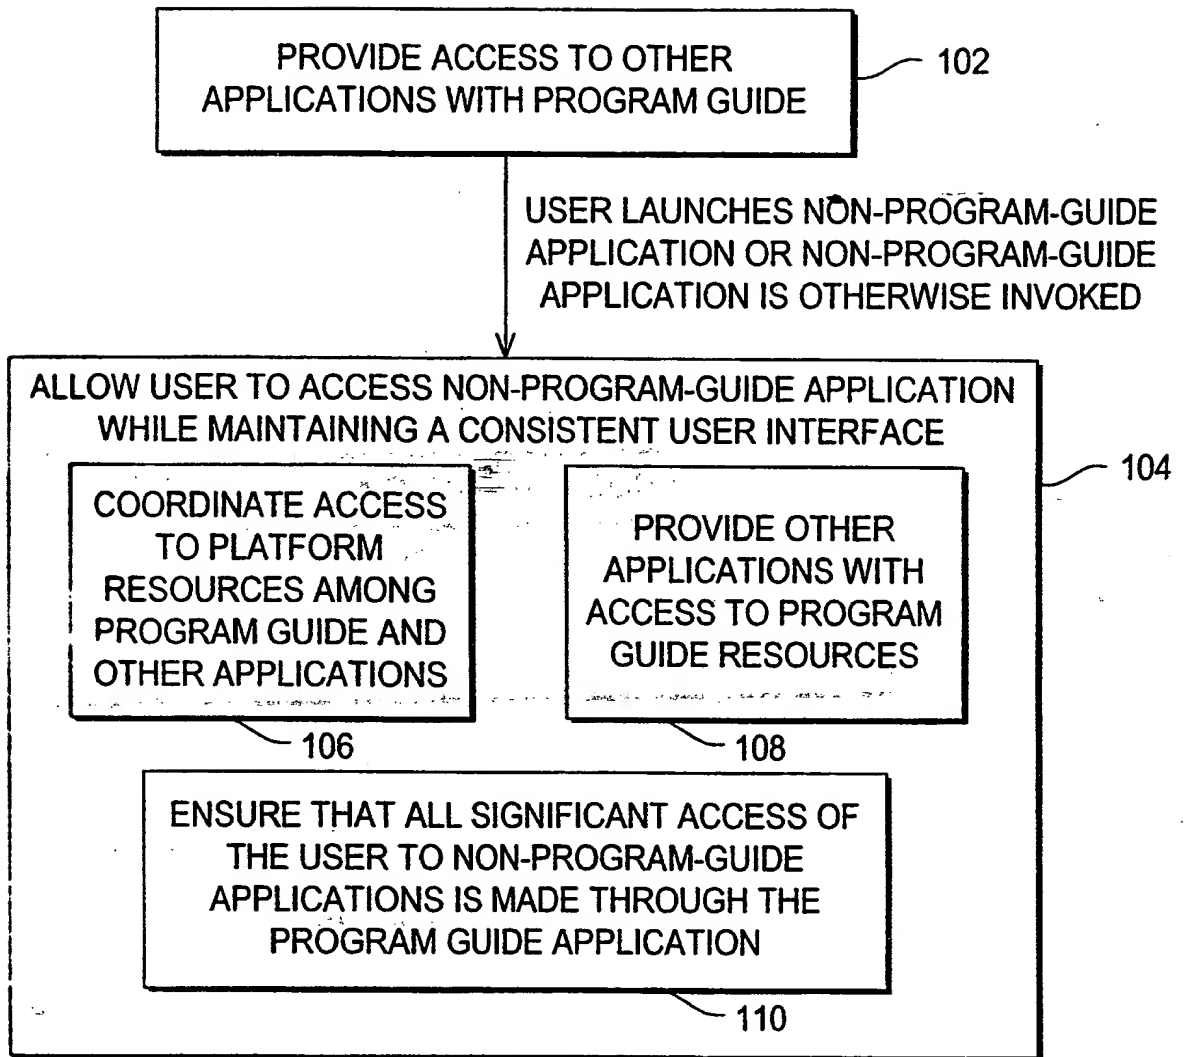 PROVIDE ACCESS TO OTHER
APPLICATIONS WITH PROGRAM GUIDE
102
USER LAUNCHES NON-PROGRAM-GUIDE
APPLICATION OR NON-PROGRAM-GUIDE
APPLICATION IS OTHERWISE INVOKED
ALLOW USER TO ACCESS NON-PROGRAM-GUIDE APPLICATION
WHILE MAINTAINING A CONSISTENT USER INTERFACE
104
COORDINATE ACCESS
TO PLATFORM
RESOURCES AMONG
PROGRAM GUIDE AND
OTHER APPLICATIONS
106
PROVIDE OTHER
APPLICATIONS WITH
ACCESS TO PROGRAM
GUIDE RESOURCES
108
ENSURE THAT ALL SIGNIFICANT ACCESS OF
THE USER TO NON-PROGRAM-GUIDE
APPLICATIONS IS MADE THROUGH THE
PROGRAM GUIDE APPLICATION
110